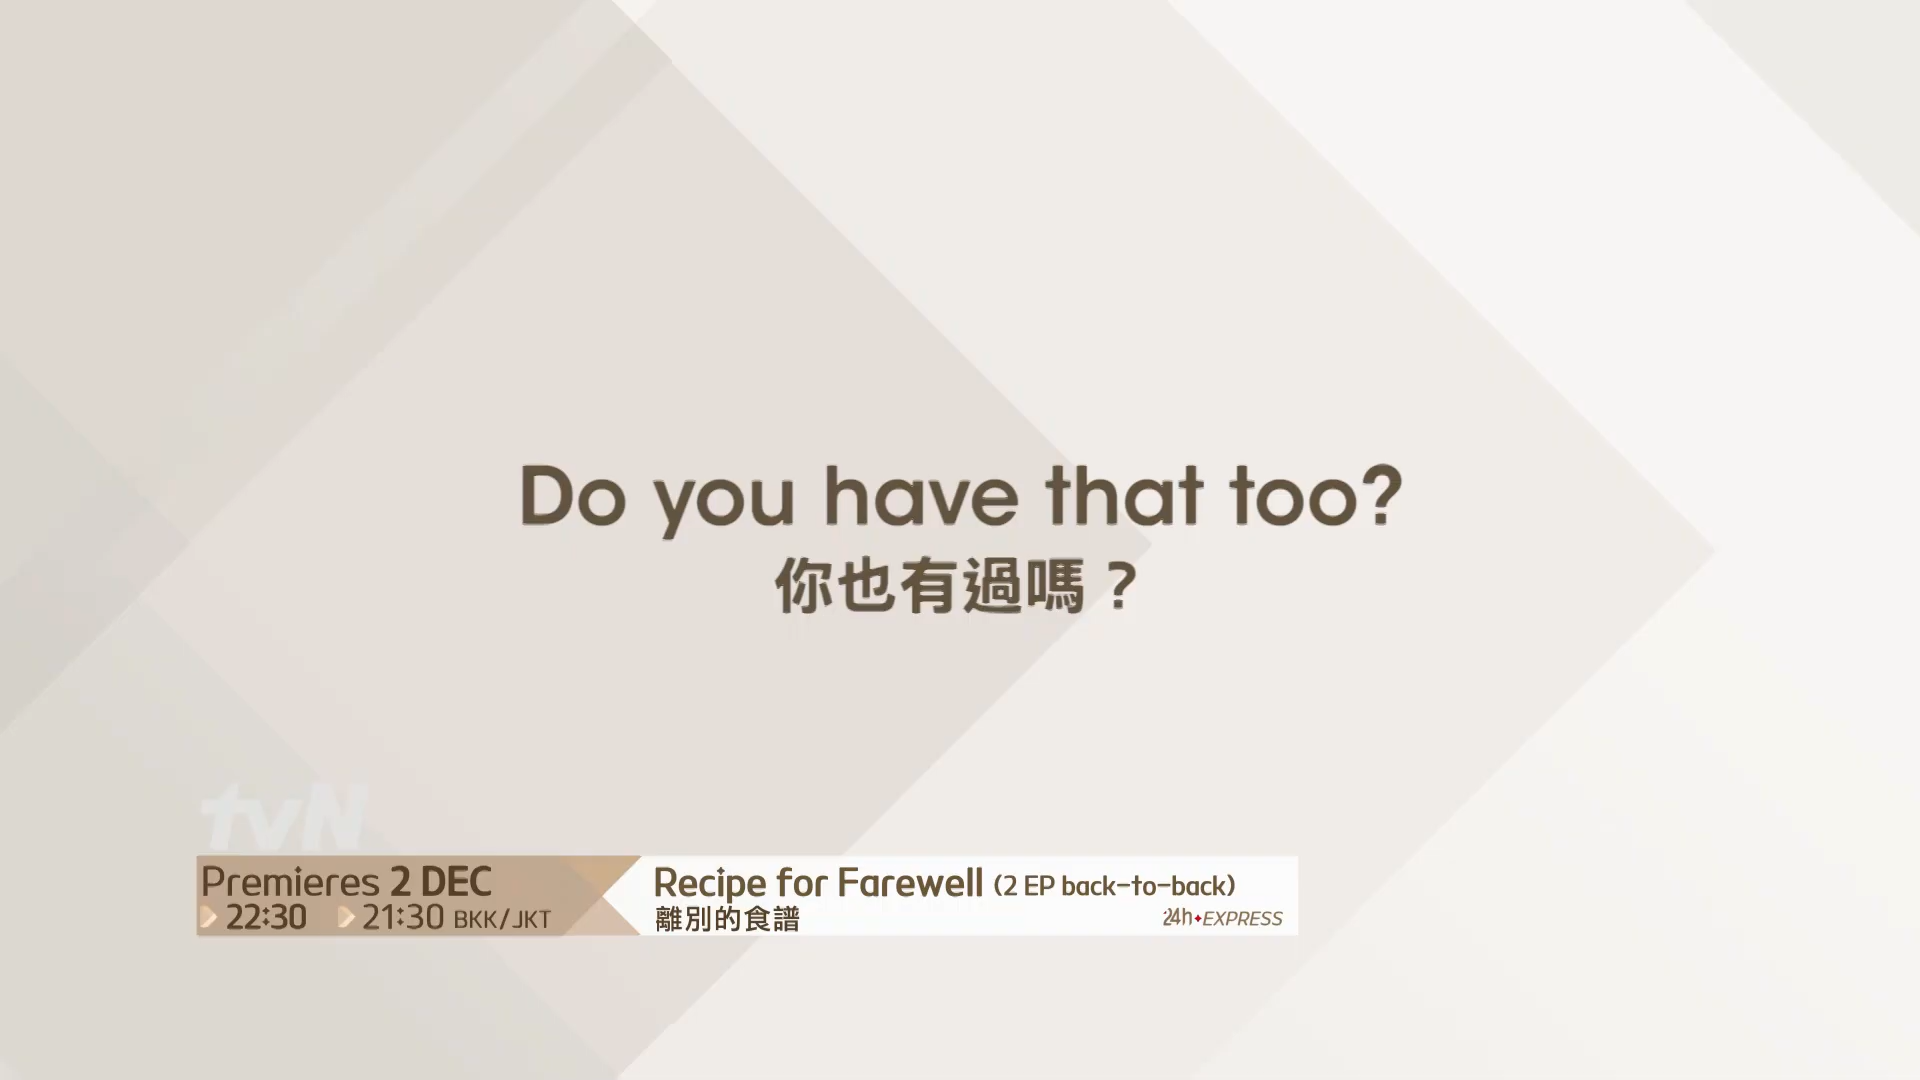 Do you have that too?
你也有過嗎？
tvN
Premieres 2 DEC
22:30 21:30 BKK/JKT
Recipe for Farewell (2 EP back-to-back)
離別的食譜
24h EXPRESS